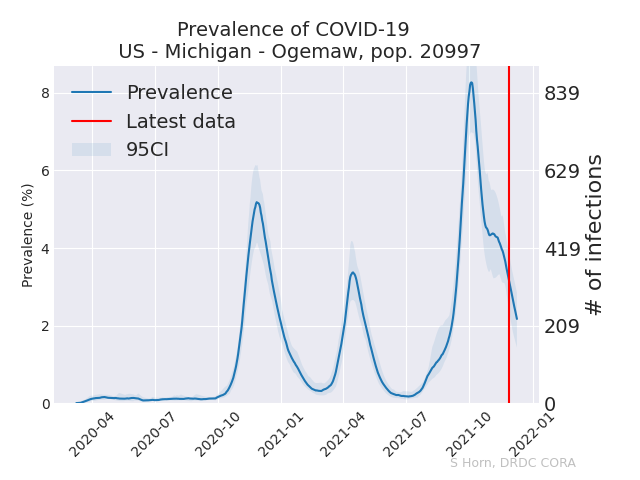 Prevalence of COVID-19
US - Michigan - Ogemaw, pop. 20997
Prevalence
Latest data
95CI
Prevalence (%)
8
6
4
2
0
839
629
419
209
0
# of infections
2020-04
2020-07
2020-10
2021-01
2021-04
2021-07
2021-10
2022-01
S Horn, DRDC CORA